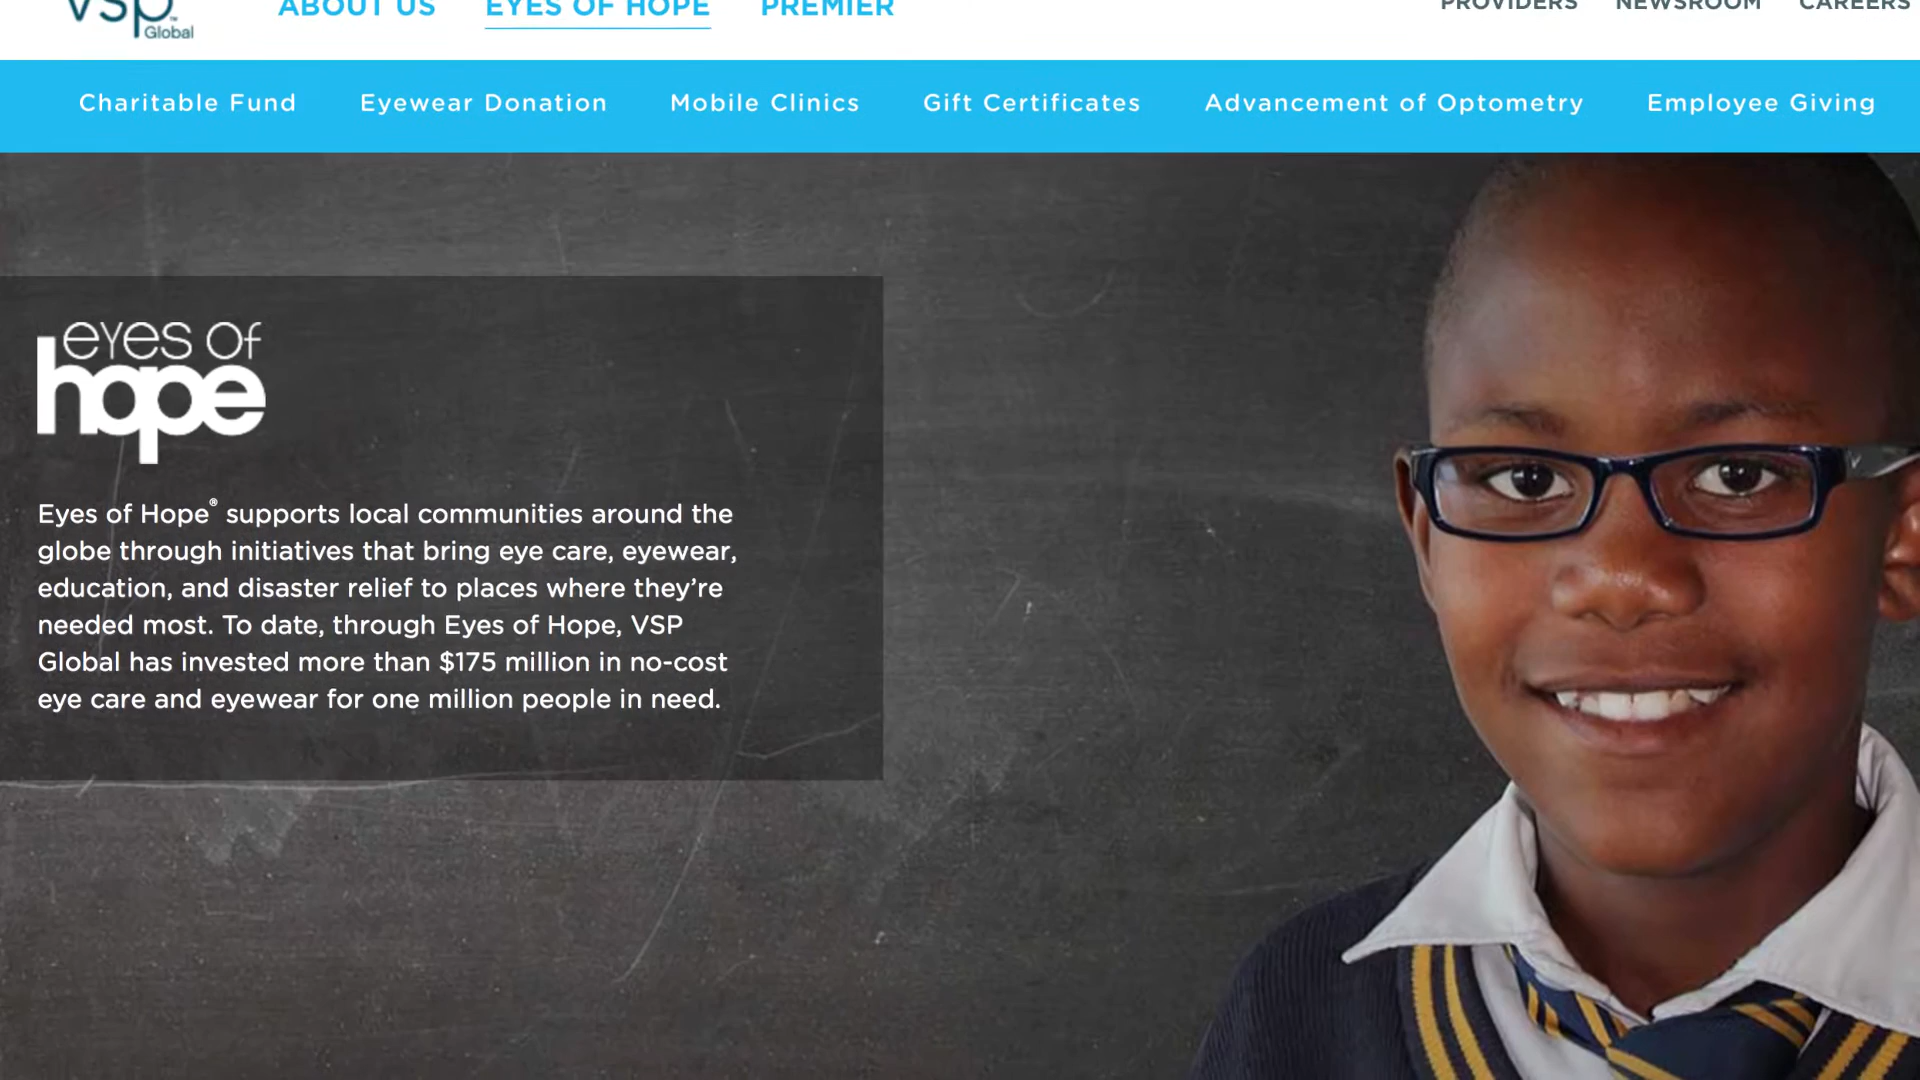 vsp Global
ABOUT US EYES OF HOPE PREMIER
PROVIDERS NEWSROOM CAREERS
Charitable Fund Eyewear Donation Mobile Clinics Gift Certificates Advancement of Optometry Employee Giving
eyes of
hope
Eyes of Hope® supports local communities around the
globe through initiatives that bring eye care, eyewear,
education, and disaster relief to places where they’re
needed most. To date, through Eyes of Hope, VSP
Global has invested more than $175 million in no-cost
eye care and eyewear for one million people in need.